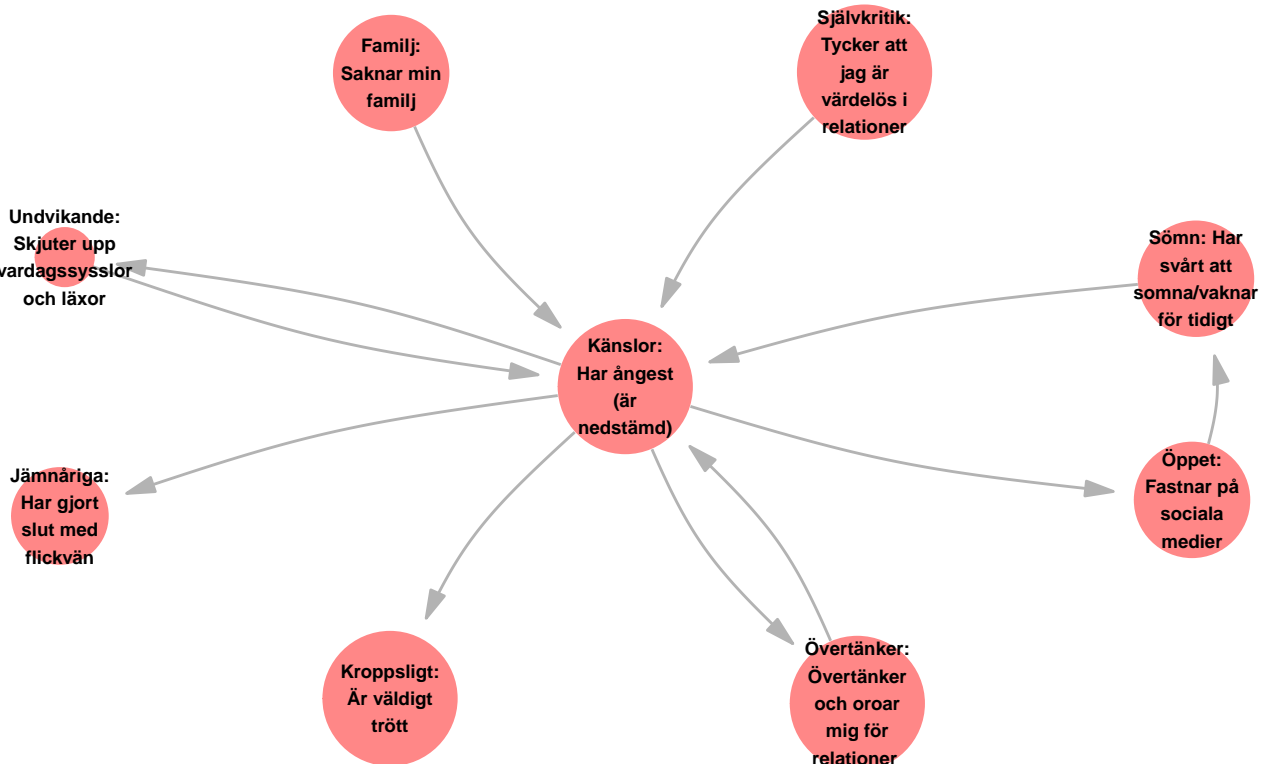 Självkritik:
Tycker att
jag är
värdelös i
relationer
Familj:
Saknar min
familj
Undvikande:
Skjuter upp
vardagssysslor
och läxor
Sömn: Har
svårt att
somna/vaknar
för tidigt
Känslor:
Har ångest
(är
nedstämd)
Jämnåriga:
Har gjort
slut med
flickvän
Öppet:
Fastnar på
sociala
medier
Kroppsligt:
Är väldigt
trött
Övertänker:
Övertänker
och oroar
mig för
relationer